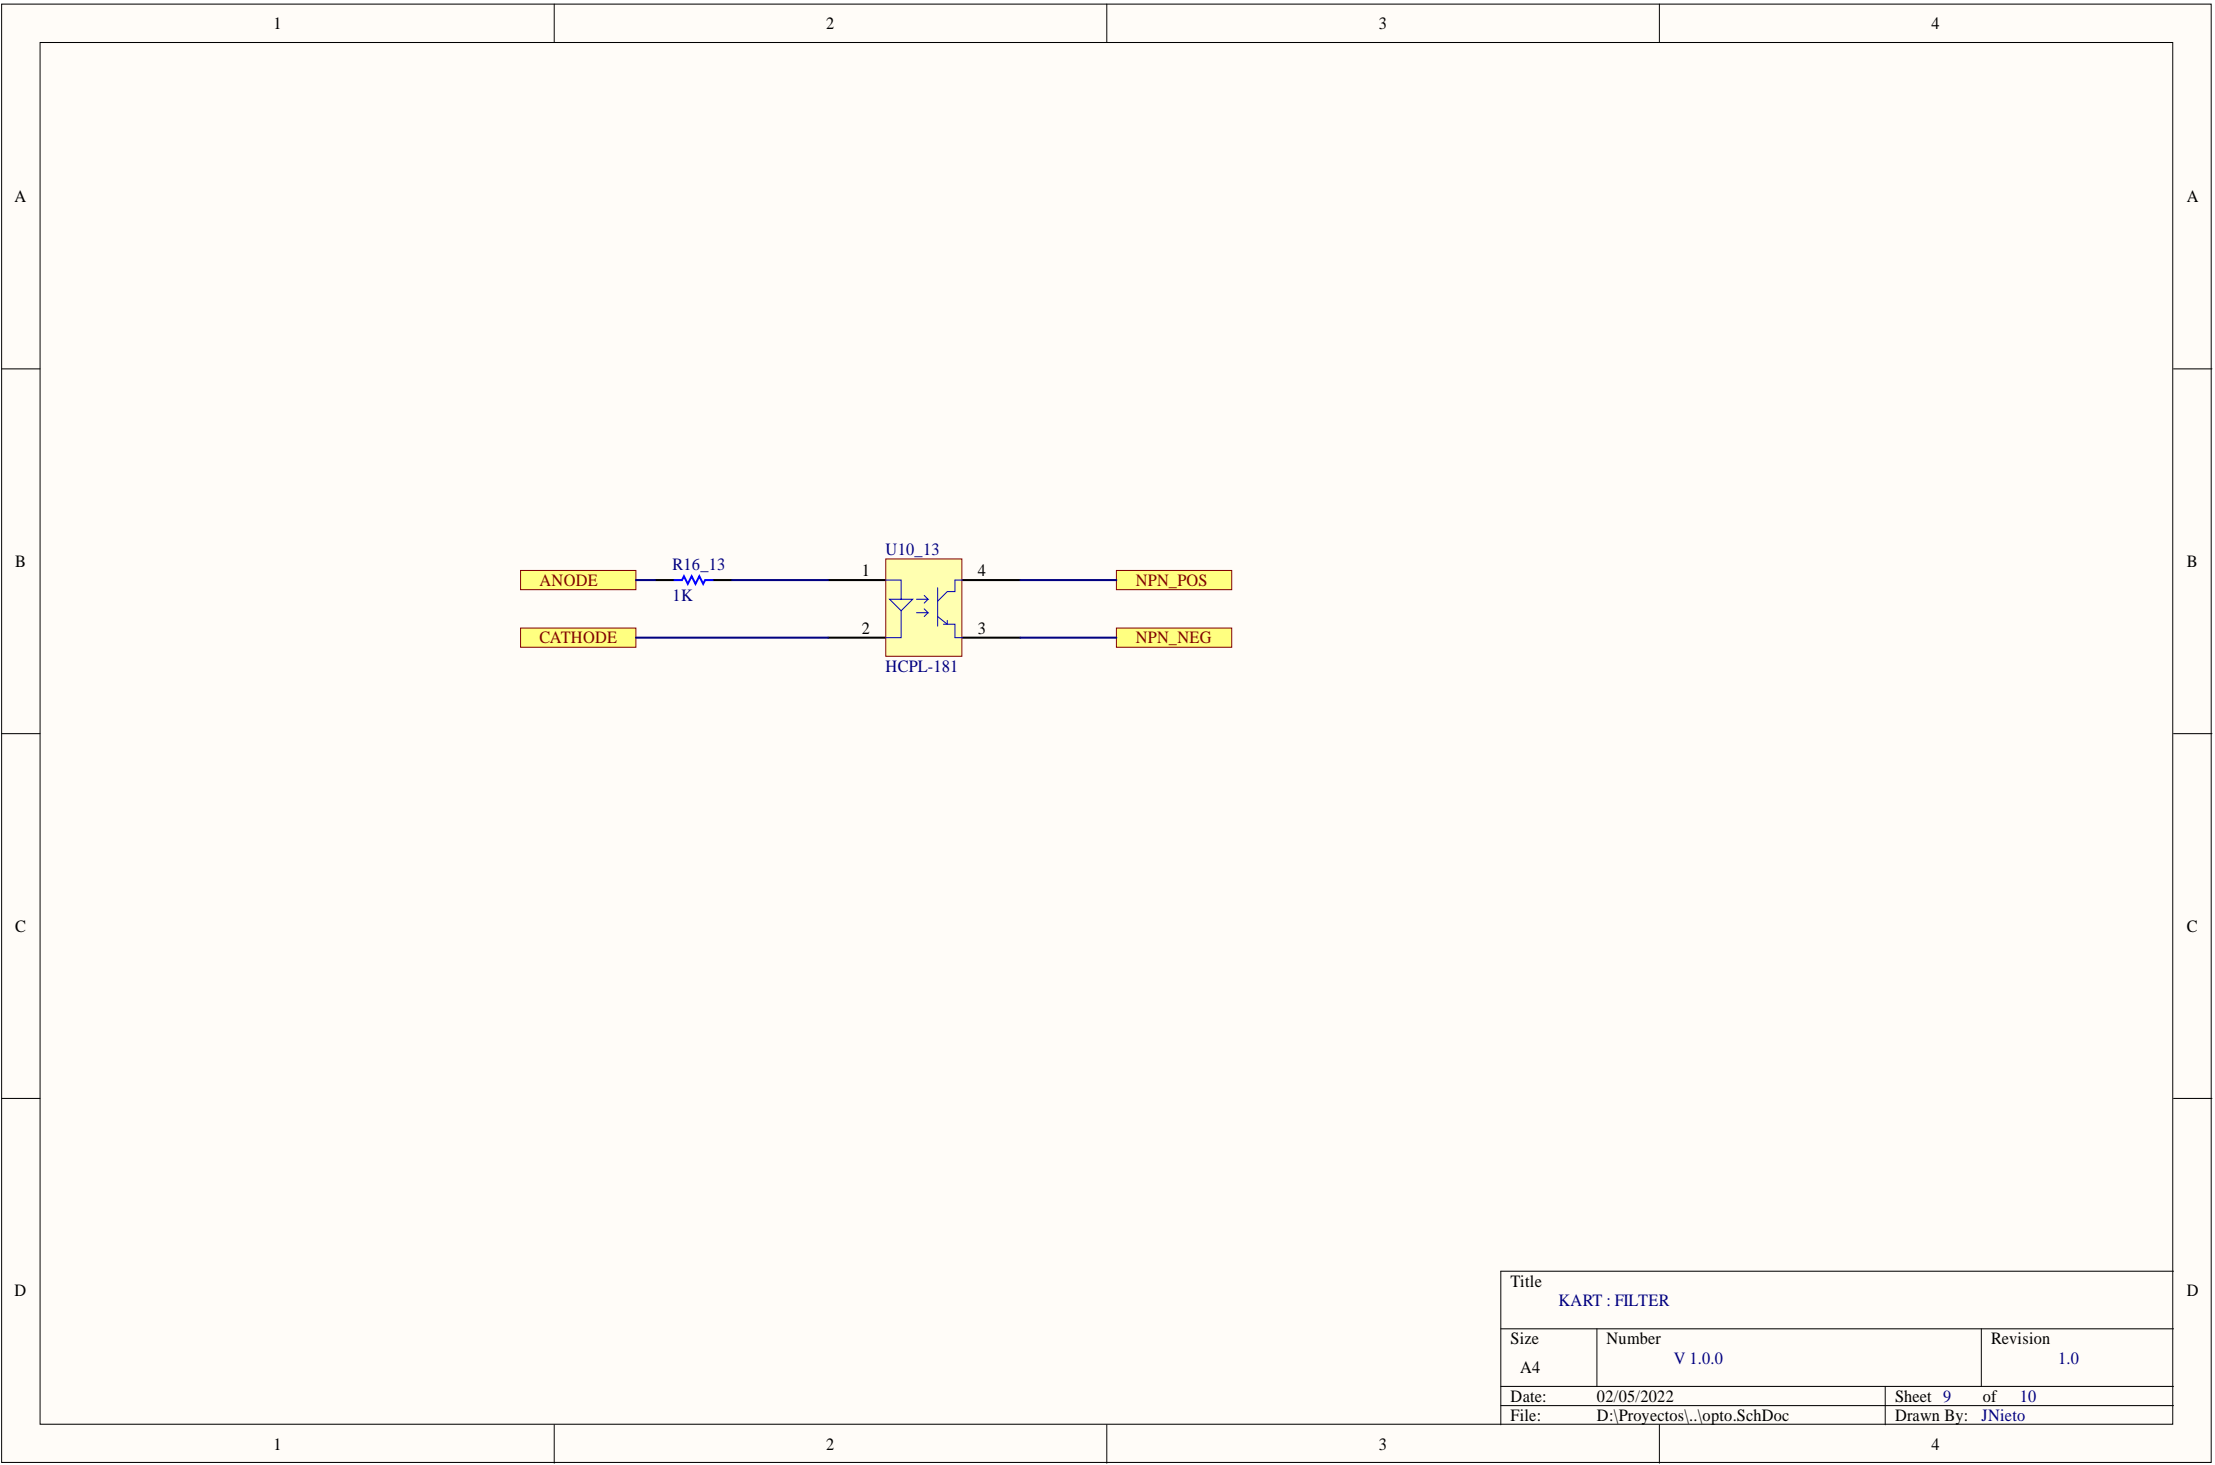 1 2 3 4
A A
U10_13
R16_13
B B
1 4
ANODE NPN_POS
1K
2 3
CATHODE NPN_NEG
HCPL-181
C C
Title
D D
KART : FILTER
Size Number Revision
V 1.0.0 1.0
A4
Date: 02/05/2022 Sheet 9 of 10
File: D:\Proyectos\..\opto.SchDoc Drawn By: JNieto
1 2 3 4